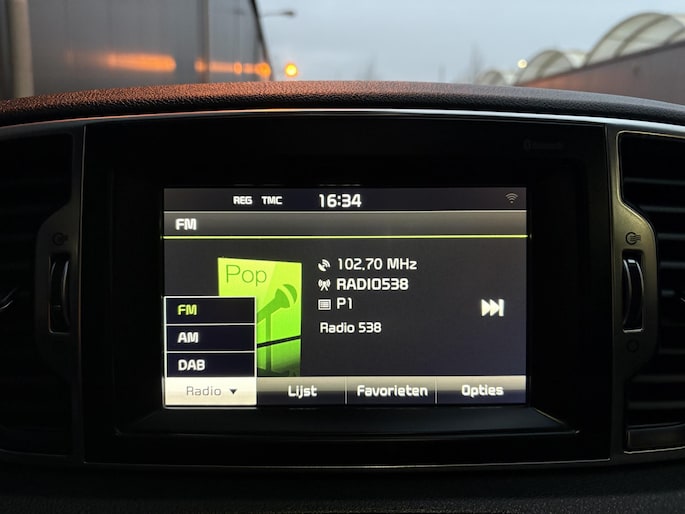 Bluetooth
REG TMC 16:34
FM
Pop
102,70 MHz
RADIO538
P1
Radio 538
FM
AM
DAB
Radio
Lijst
Favorieten
Opties